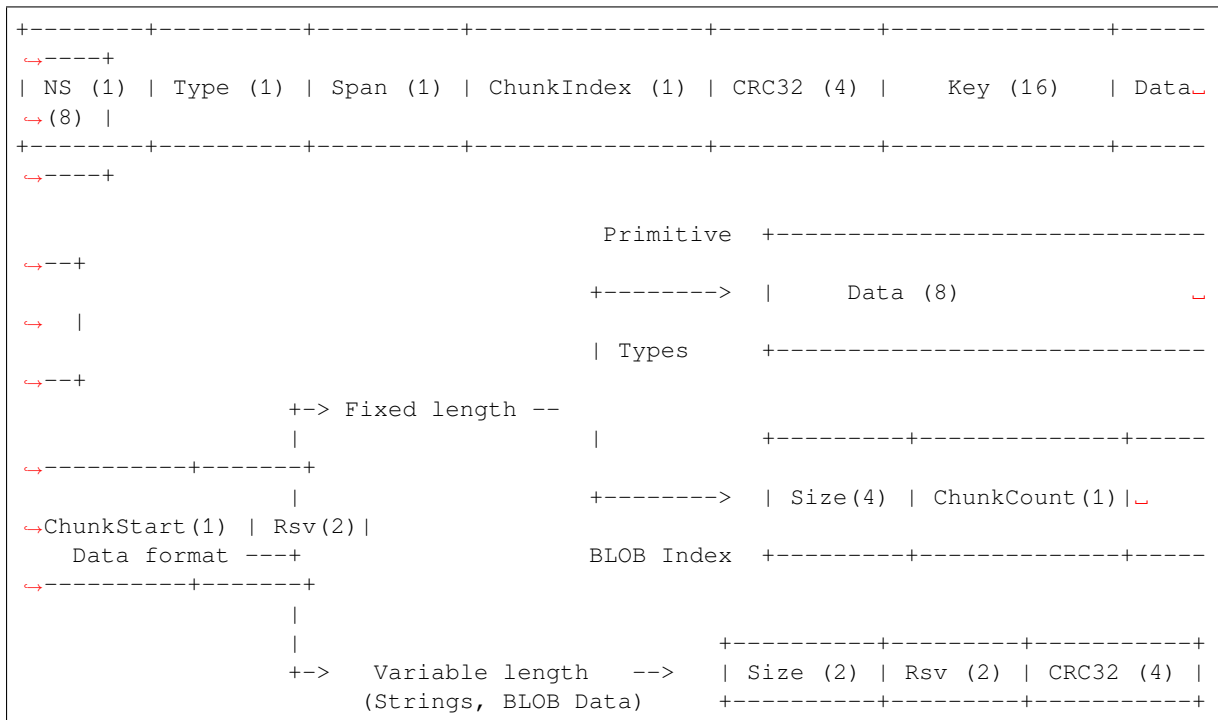 +--------+----------+----------+----------------+-----------+---------------+------
↪----+
| NS (1) | Type (1) | Span (1) | ChunkIndex (1) | CRC32 (4) |    Key (16)   | Data␣
↪(8) |
+--------+----------+----------+----------------+-----------+---------------+------
↪----+
                                         Primitive  +------------------------------
↪--+
                                        +-------->  |     Data (8)                 ␣
↪  |
                                        | Types     +------------------------------
↪--+
                   +-> Fixed length --
                   |                    |           +---------+--------------+-----
↪----------+-------+
                   |                    +-------->  | Size(4) | ChunkCount(1)|␣
↪ChunkStart(1) | Rsv(2)|
    Data format ---+                    BLOB Index  +---------+--------------+-----
↪----------+-------+
                   |
                   |                             +----------+---------+-----------+
                   +->   Variable length   -->   | Size (2) | Rsv (2) | CRC32 (4) |
                        (Strings, BLOB Data)     +----------+---------+-----------+